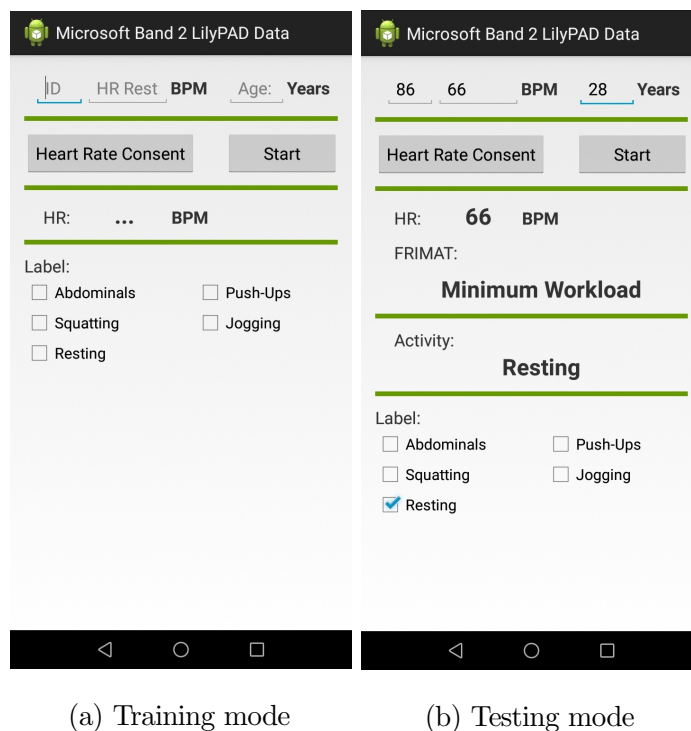 Microsoft Band 2 LilyPAD Data
ID HR Rest BPM Age: Years
Heart Rate Consent Start
HR: ... BPM
Label:
Abdominals Push-Ups
Squatting Jogging
Resting
(a) Training mode
Microsoft Band 2 LilyPAD Data
86 66 BPM 28 Years
Heart Rate Consent Start
HR: 66 BPM
FRIMAT:
Minimum Workload
Activity:
Resting
Label:
Abdominals Push-Ups
Squatting Jogging
Resting
(b) Testing mode